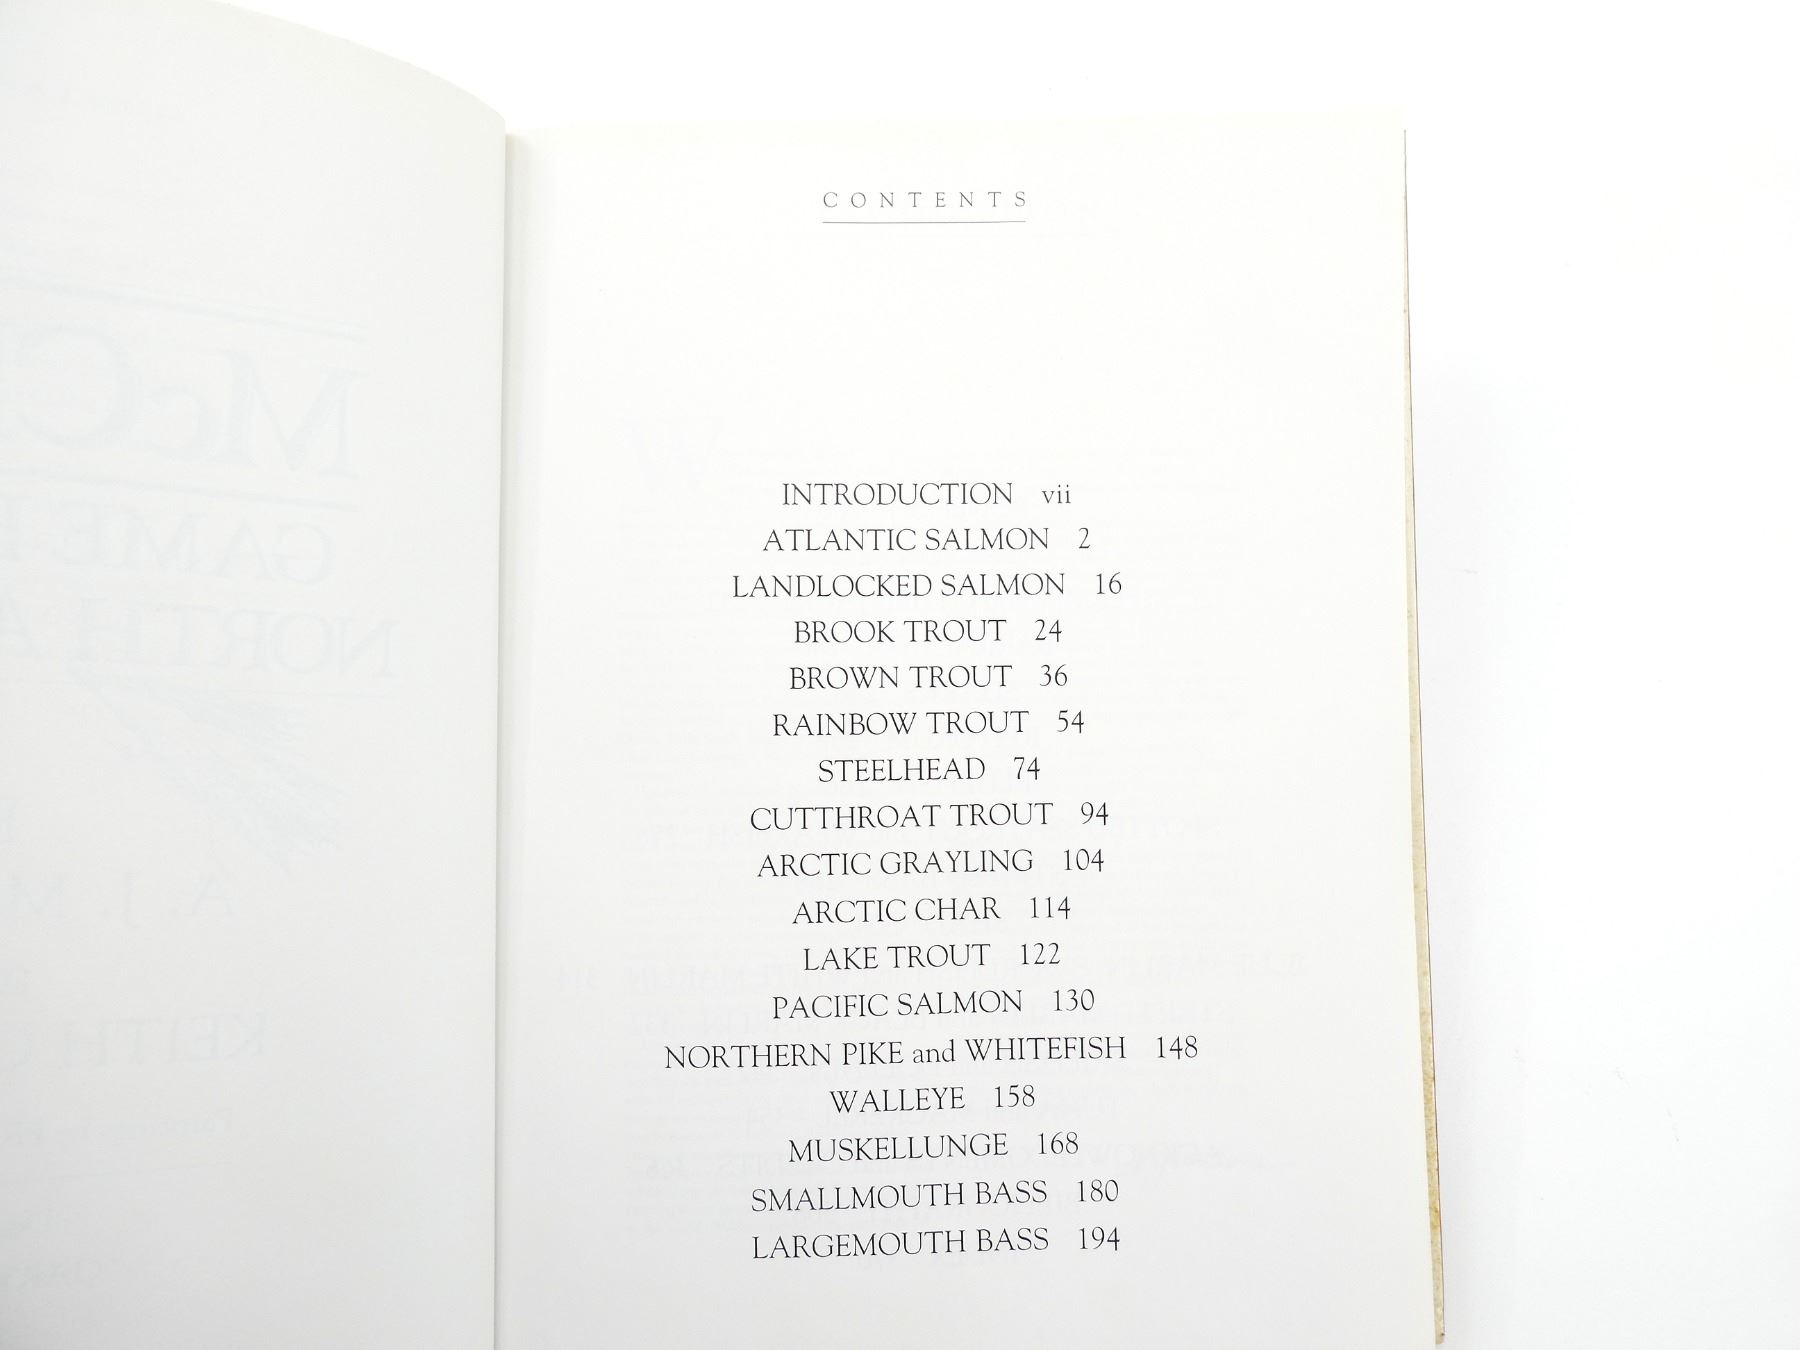 CONTENTS
INTRODUCTION vii
ATLANTIC SALMON 2
LANDLOCKED SALMON 16
BROOK TROUT 24
BROWN TROUT 36
RAINBOW TROUT 54
STEELHEAD 74
CUTTHROAT TROUT 94
ARCTIC GRAYLING 104
ARCTIC CHAR 114
LAKE TROUT 122
PACIFIC SALMON 130
NORTHERN PIKE and WHITEFISH 148
WALLEYE 158
MUSKELLUNGE 168
SMALLMOUTH BASS 180
LARGEMOUTH BASS 194